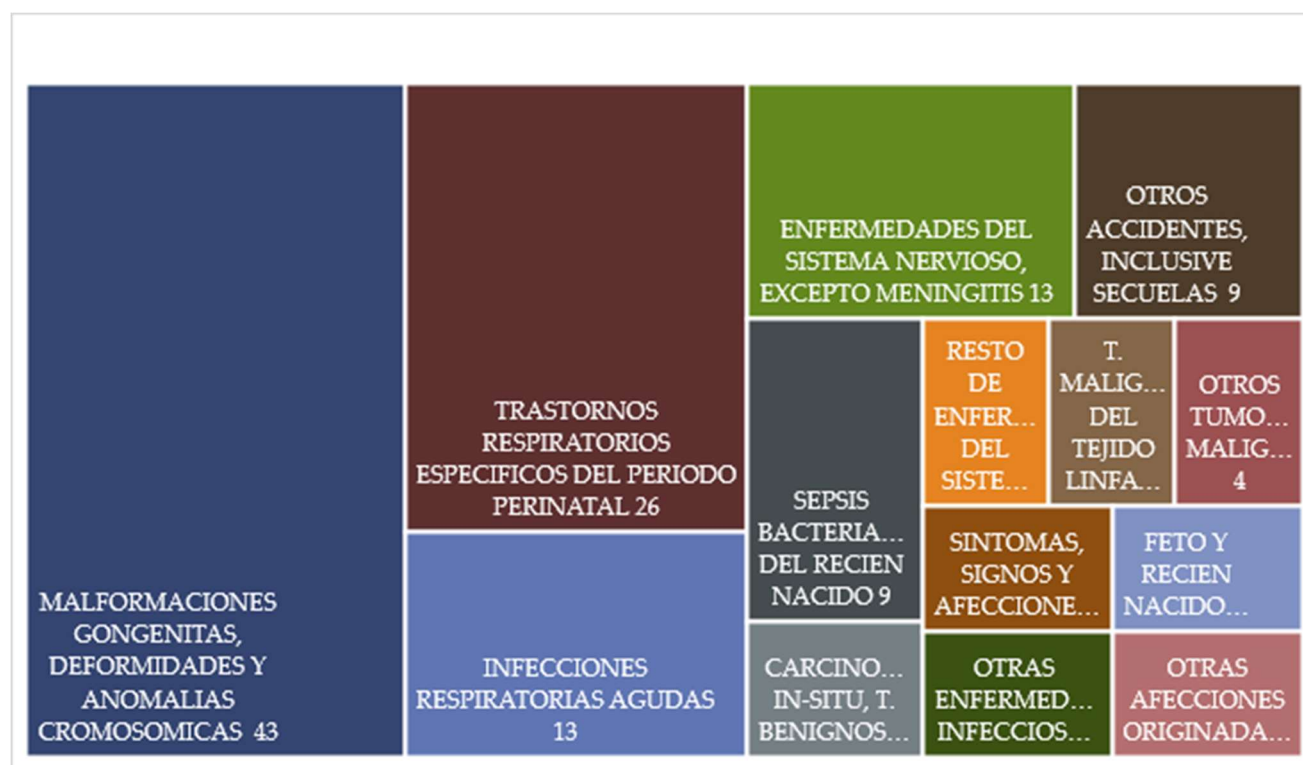 MALFORMACIONES
GONGENITAS,
DEFORMIDADES Y
ANOMALIAS
CROMOSOMICAS 43
TRASTORNOS
RESPIRATORIOS
ESPECIFICOS DEL PERIODO
PERINATAL 26
INFECCIONES
RESPIRATORIAS AGUDAS
13
ENFERMEDADES DEL
SISTEMA NERVIOSO,
EXCEPTO MENINGITIS 13
OTROS
ACCIDENTES,
INCLUSIVE
SECUELAS 9
SEPSIS
BACTERIA...
DEL RECIEN
NACIDO 9
RESTO
DE
ENFER...
DEL
SISTE...
T.
MALIG...
DEL
TEJIDO
LINFA...
OTROS
TUMO...
MALIG...
4
SINTOMAS,
SIGNOS Y
AFECCIONE...
FETO Y
RECIEN
NACIDO...
CARCINO...
IN-SITU, T.
BENIGNOS...
OTRAS
ENFERMED...
INFECCIOS...
OTRAS
AFECCIONES
ORIGINADA...